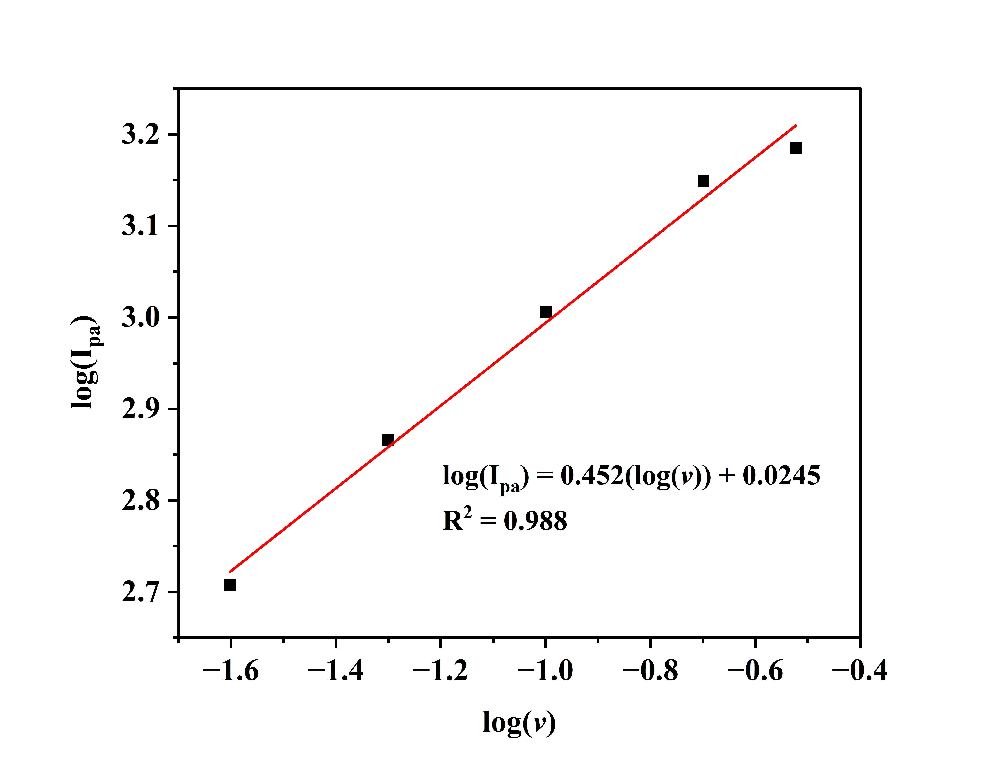 3.2
3.1
3.0
2.9
2.8
2.7
log(Ipa)
log(Ipa) = 0.452(log(v)) + 0.0245
R² = 0.988
−1.6 −1.4 −1.2 −1.0 −0.8 −0.6 −0.4
log(v)